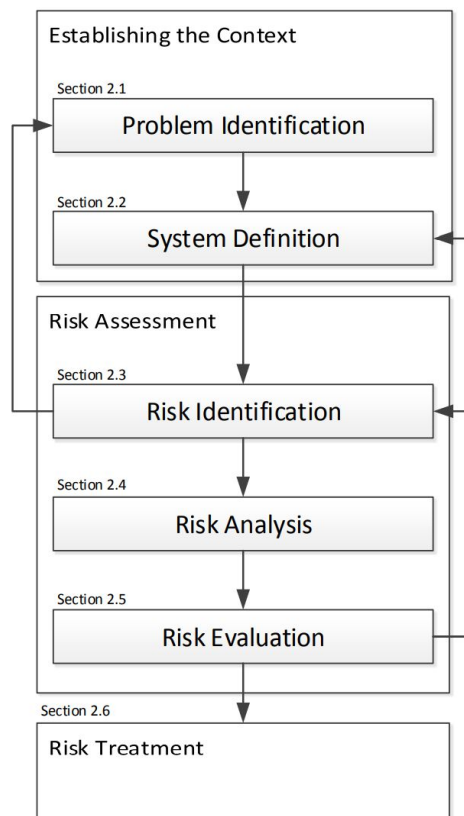 Establishing the Context
Section 2.1
Problem Identification
Section 2.2
System Definition
Risk Assessment
Section 2.3
Risk Identification
Section 2.4
Risk Analysis
Section 2.5
Risk Evaluation
Section 2.6
Risk Treatment